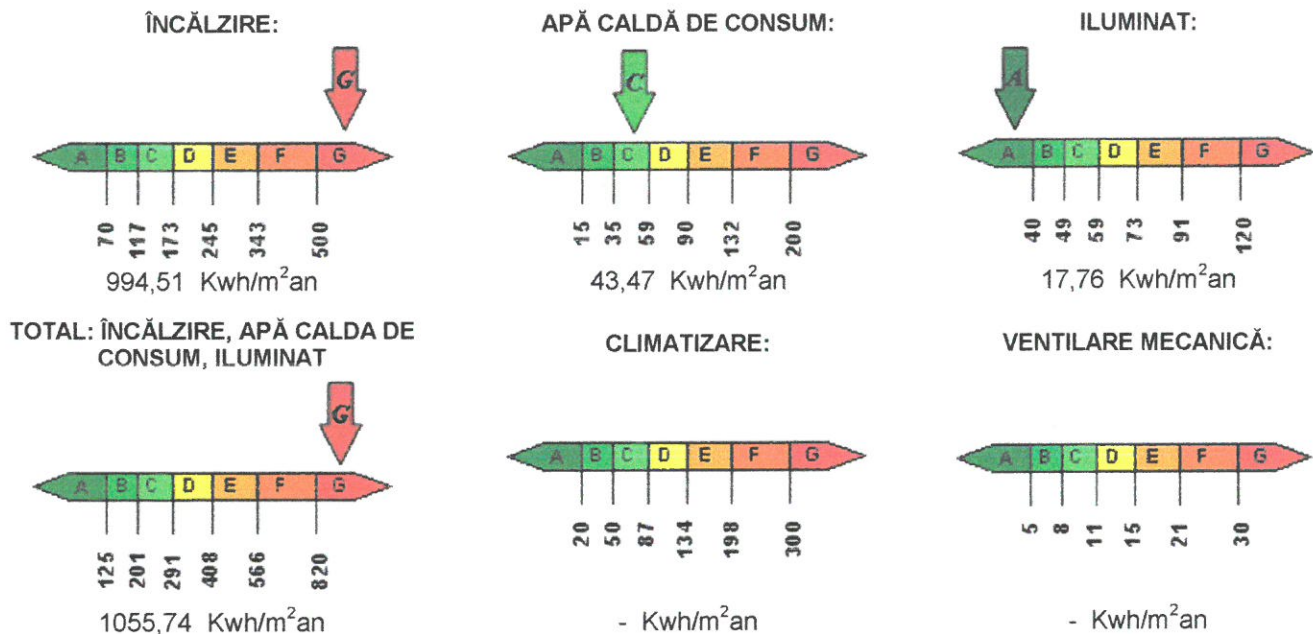 ÎNCĂLZIRE:
G
A B C D E F G
70 117 173 245 343 500
994,51 Kwh/m²an
APĂ CALDĂ DE CONSUM:
C
A B C D E F G
15 35 59 90 132 200
43,47 Kwh/m²an
ILUMINAT:
A
A B C D E F G
40 49 59 73 91 120
17,76 Kwh/m²an
TOTAL: ÎNCĂLZIRE, APĂ CALDA DE
CONSUM, ILUMINAT
G
A B C D E F G
125 201 291 408 566 820
1055,74 Kwh/m²an
CLIMATIZARE:
A B C D E F G
20 50 87 134 198 300
- Kwh/m²an
VENTILARE MECANICĂ:
A B C D E F G
5 8 11 15 21 30
- Kwh/m²an